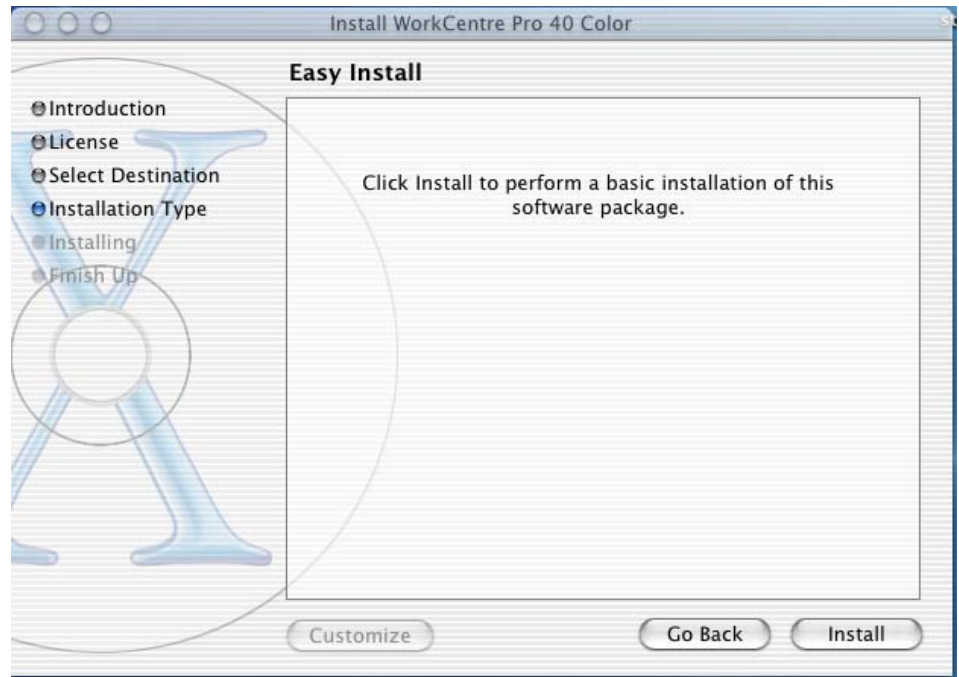 Install WorkCentre Pro 40 Color
Easy Install
Introduction
License
Select Destination
Installation Type
Installing
Finish Up
Click Install to perform a basic installation of this
software package.
Customize
Go Back
Install